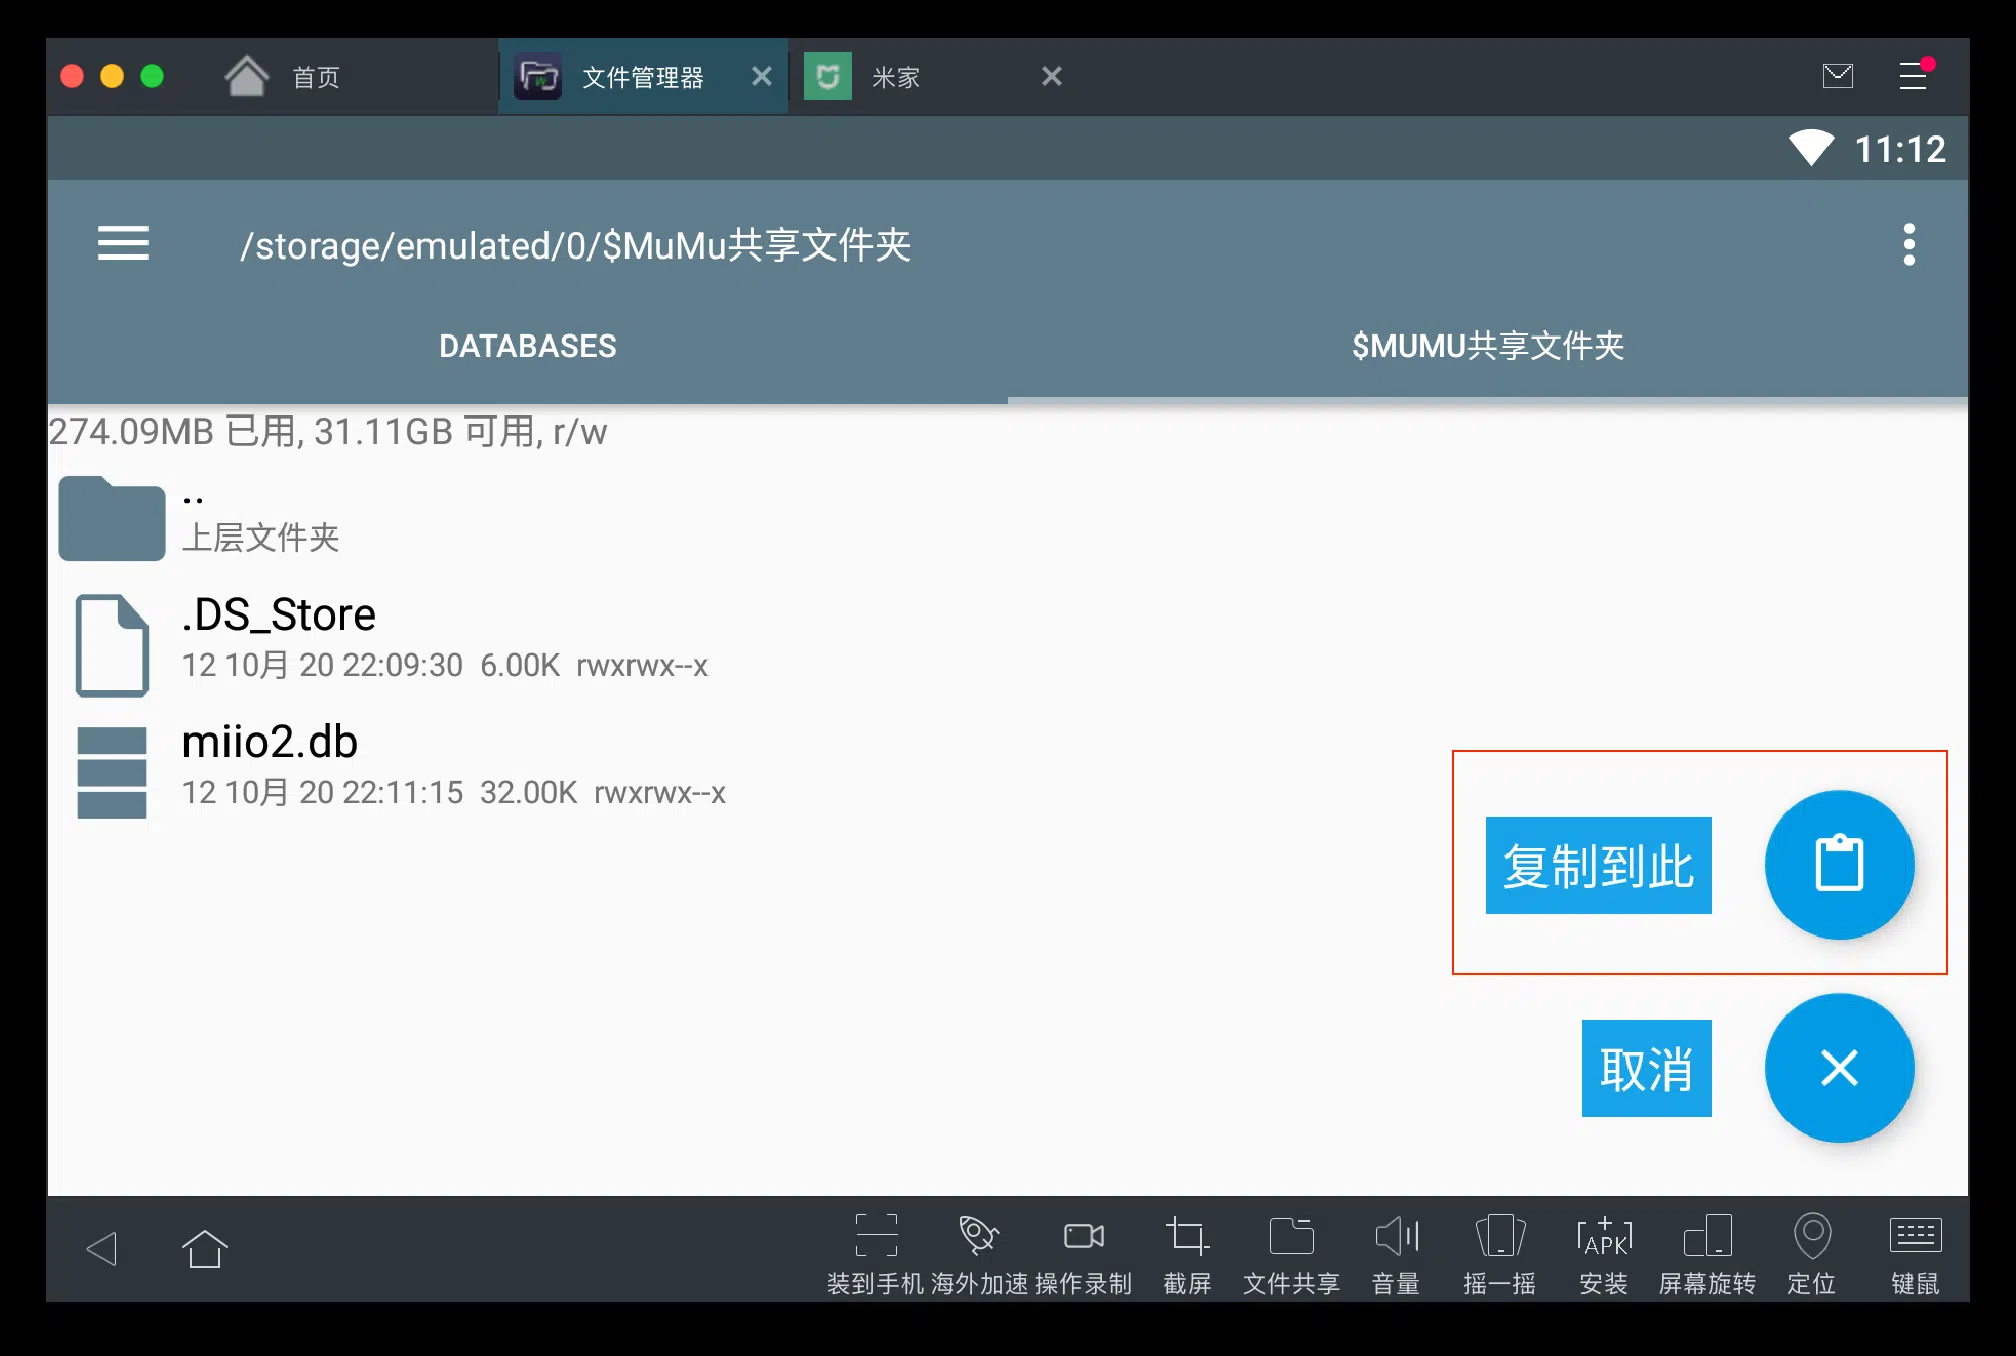 首页
文件管理器
米家
11:12
/storage/emulated/0/$MuMu共享文件夹
DATABASES
$MUMU共享文件夹
274.09MB 已用, 31.11GB 可用, r/w
..
上层文件夹
.DS_Store
12 10月 20 22:09:30 6.00K rwxrwx--x
miio2.db
12 10月 20 22:11:15 32.00K rwxrwx--x
复制到此
取消
APK
装到手机 海外加速 操作录制 截屏 文件共享 音量 摇一摇 安装 屏幕旋转 定位 键鼠